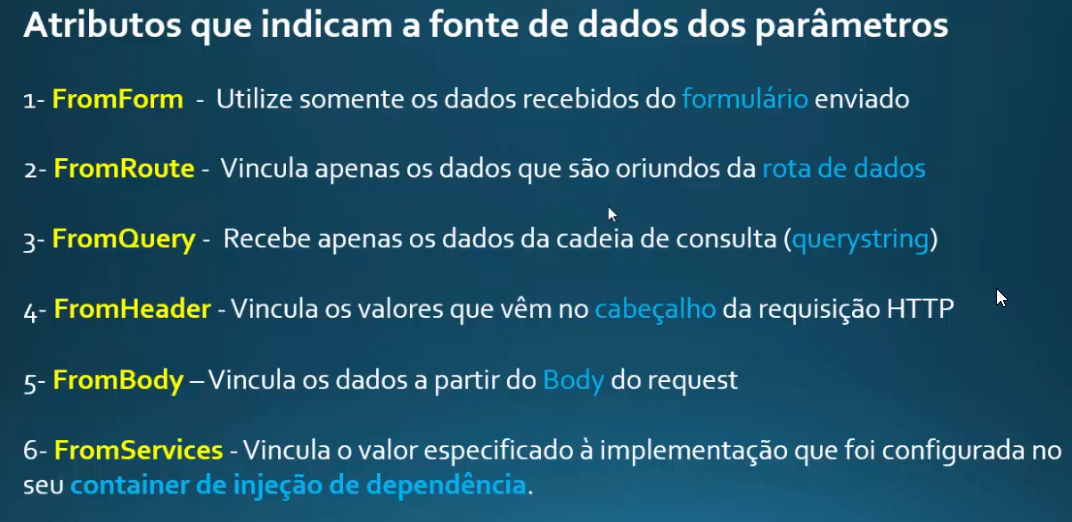 Atributos que indicam a fonte de dados dos parâmetros
1- FromForm - Utilize somente os dados recebidos do formulário enviado
2- FromRoute - Vincula apenas os dados que são oriundos da rota de dados
3- FromQuery - Recebe apenas os dados da cadeia de consulta (querystring)
4- FromHeader - Vincula os valores que vêm no cabeçalho da requisição HTTP
5- FromBody – Vincula os dados a partir do Body do request
6- FromServices - Vincula o valor especificado à implementação que foi configurada no
seu container de injeção de dependência.